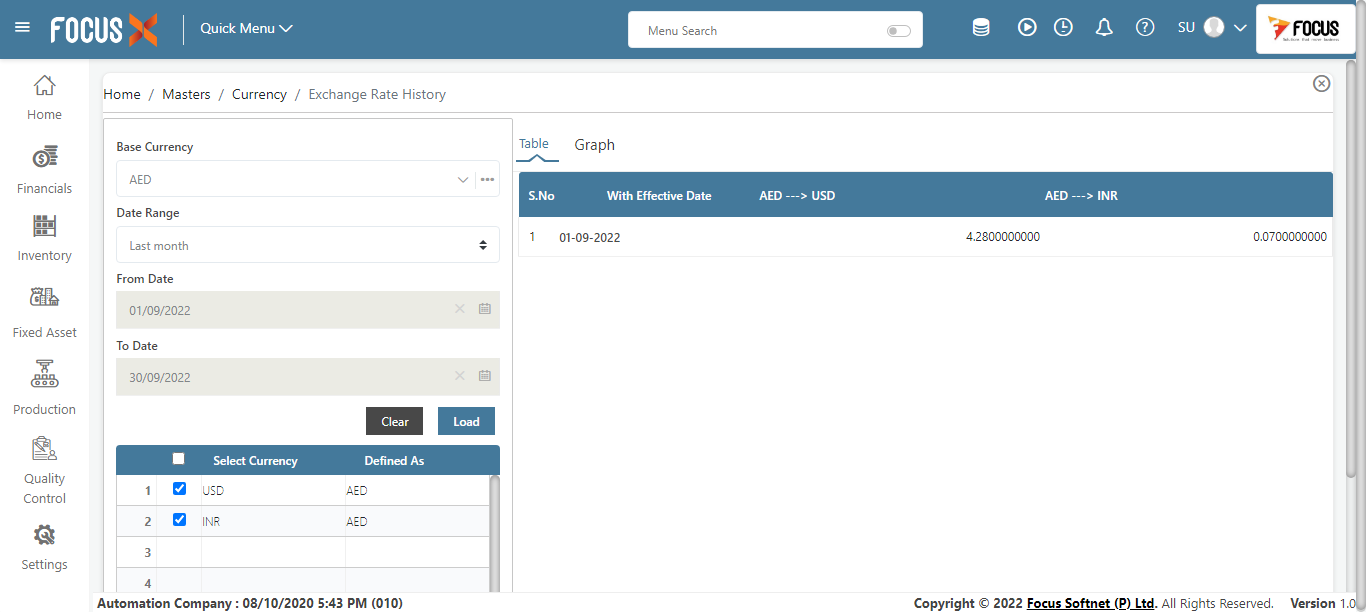 FOCUS X
Quick Menu
Menu Search
SU
FOCUS
Home
Financials
Inventory
Fixed Asset
Production
Quality
Control
Settings
Home / Masters / Currency / Exchange Rate History
Base Currency
AED
Date Range
Last month
From Date
01/09/2022
To Date
30/09/2022
Clear Load
Select Currency Defined As
1 USD AED
2 INR AED
3
4
Table Graph
S.No With Effective Date AED ---> USD AED ---> INR
1 01-09-2022 4.2800000000 0.0700000000
Automation Company : 08/10/2020 5:43 PM (010)
Copyright © 2022 Focus Softnet (P) Ltd. All Rights Reserved. Version 1.0